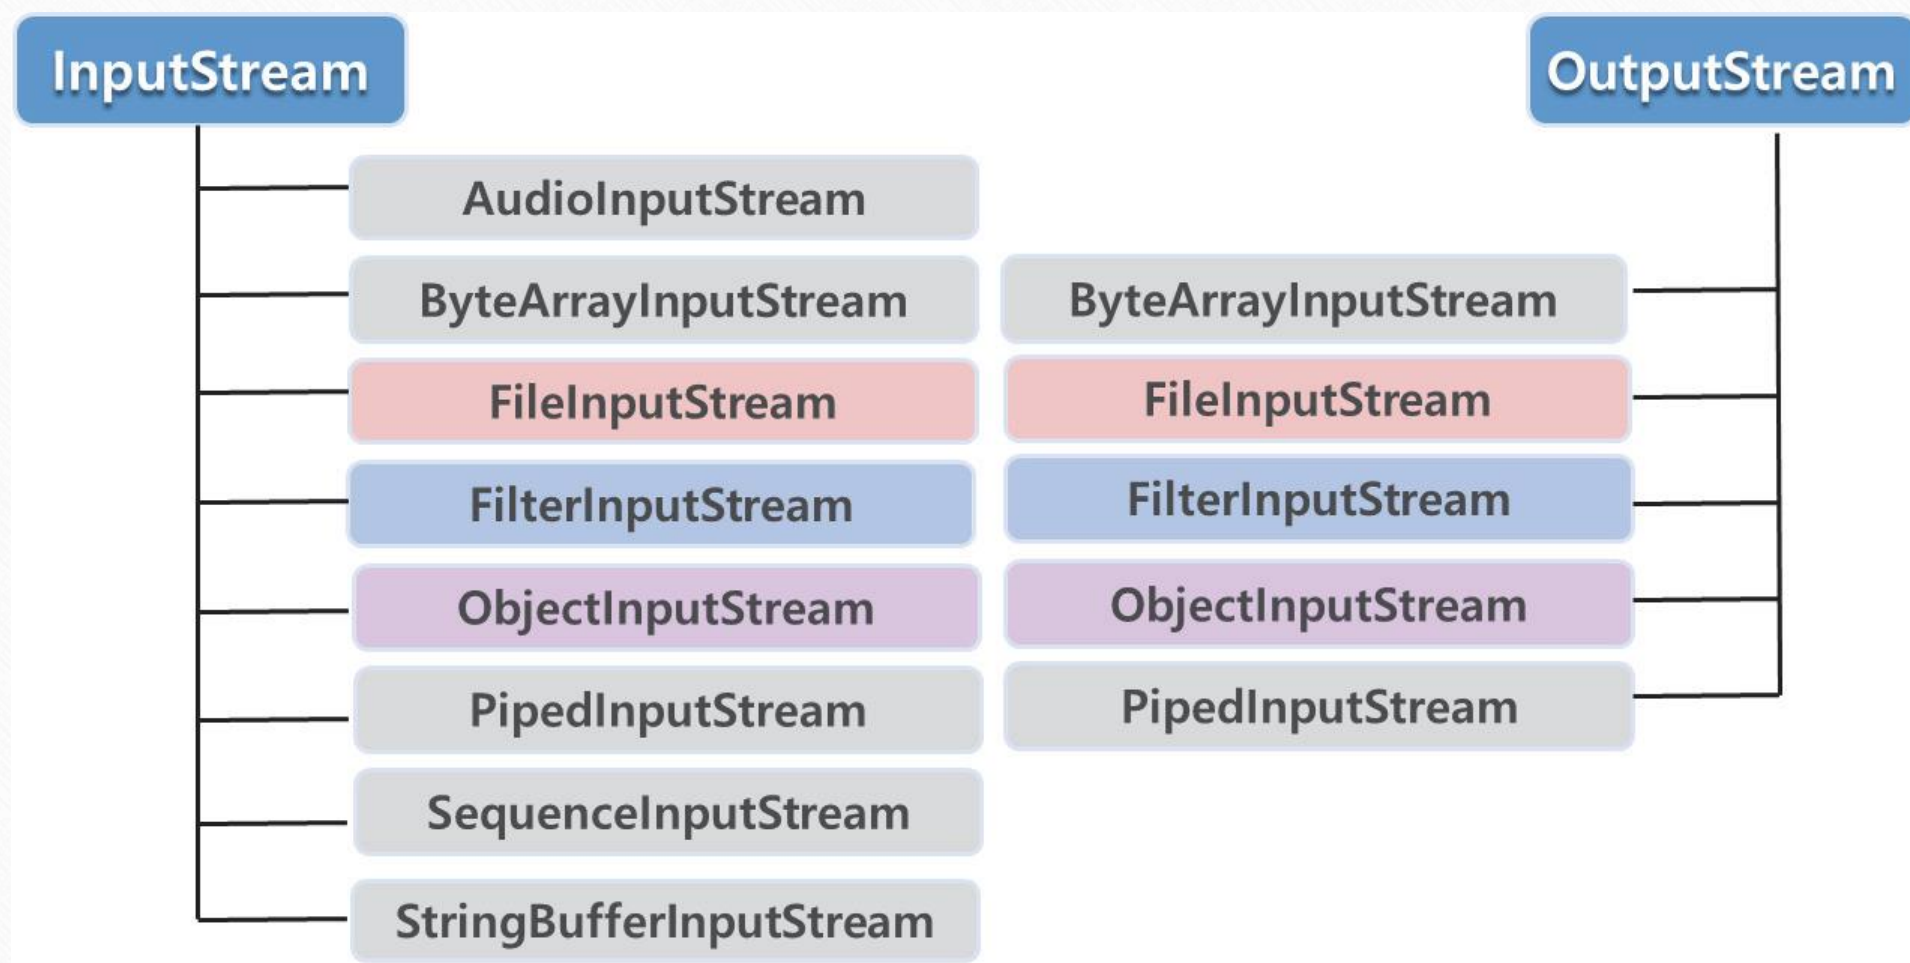 InputStream
OutputStream
AudioInputStream
ByteArrayInputStream
ByteArrayInputStream
FileInputStream
FileInputStream
FilterInputStream
FilterInputStream
ObjectInputStream
ObjectInputStream
PipedInputStream
PipedInputStream
SequenceInputStream
StringBufferInputStream